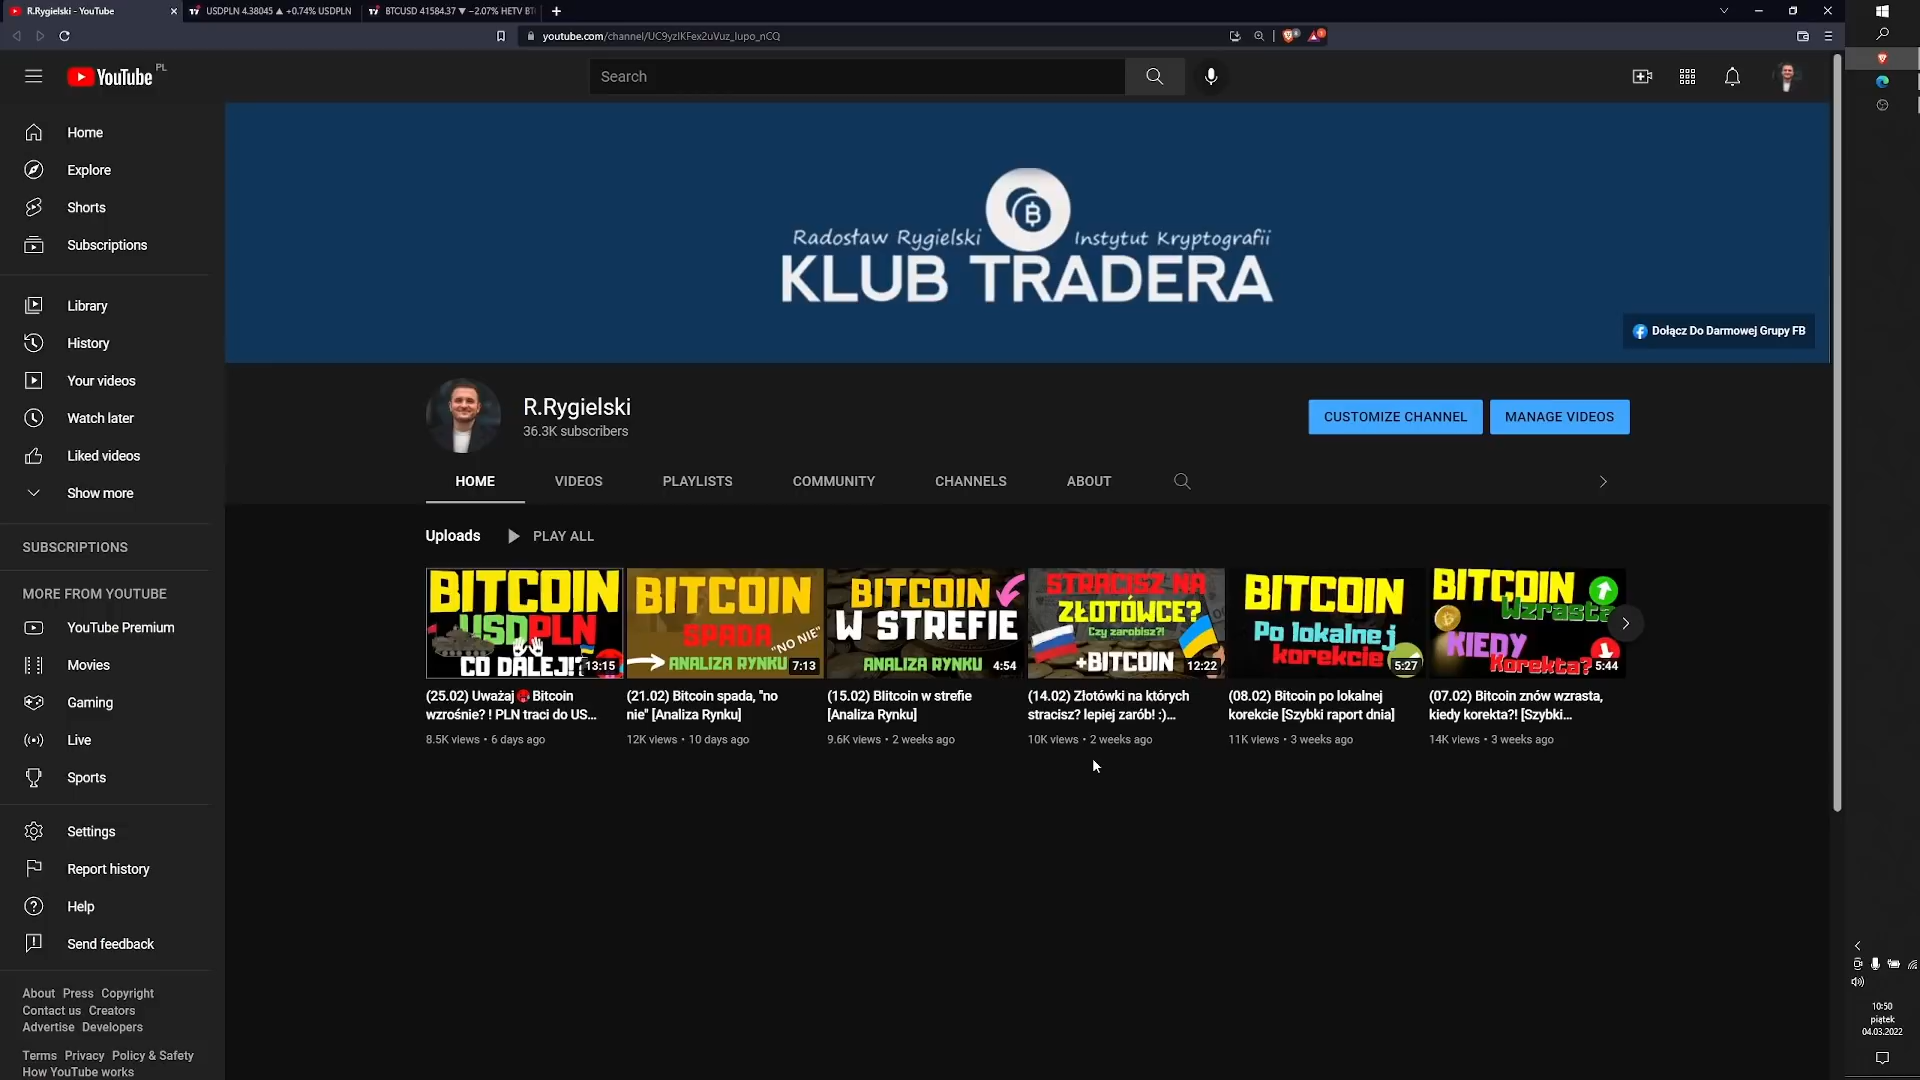 R.Rygielski - YouTube
USDPLN 4.38045 ▲ +0.74% USDPLN
BTCUSD 41584.37 ▼ −2.07% HETV BT
youtube.com/channel/UC9yzIKFex2uVuz_lupo_nCQ
YouTube PL
Search
Home
Explore
Shorts
Subscriptions
Library
History
Your videos
Watch later
Liked videos
Show more
SUBSCRIPTIONS
MORE FROM YOUTUBE
YouTube Premium
Movies
Gaming
Live
Sports
Settings
Report history
Help
Send feedback
About Press Copyright
Contact us Creators
Advertise Developers
Terms Privacy Policy & Safety
How YouTube works
Radosław Rygielski Instytut Kryptografii
KLUB TRADERA
Dołącz Do Darmowej Grupy FB
R.Rygielski
36.3K subscribers
CUSTOMIZE CHANNEL
MANAGE VIDEOS
HOME
VIDEOS
PLAYLISTS
COMMUNITY
CHANNELS
ABOUT
Uploads
PLAY ALL
BITCOIN
USDPLN
CO DALEJ!?
13:15
(25.02) Uważaj Bitcoin
wzrośnie? ! PLN traci do US...
8.5K views • 6 days ago
BITCOIN
SPADA
"NO NIE"
ANALIZA RYNKU
7:13
(21.02) Bitcoin spada, "no
nie" [Analiza Rynku]
12K views • 10 days ago
BITCOIN
W STREFIE
ANALIZA RYNKU
4:54
(15.02) BIitcoin w strefie
[Analiza Rynku]
9.6K views • 2 weeks ago
STRACISZ NA
ZŁOTÓWCE?
Czy zarobisz?!
+BITCOIN
12:22
(14.02) Złotówki na których
stracisz? lepiej zarób! :)...
10K views • 2 weeks ago
BITCOIN
Po lokalnej
korekcie
5:27
(08.02) Bitcoin po lokalnej
korekcie [Szybki raport dnia]
11K views • 3 weeks ago
BITCOIN
Wzrasta
KIEDY
Korekta?
5:44
(07.02) Bitcoin znów wzrasta,
kiedy korekta?! [Szybki...
14K views • 3 weeks ago
10:50
piątek
04.03.2022